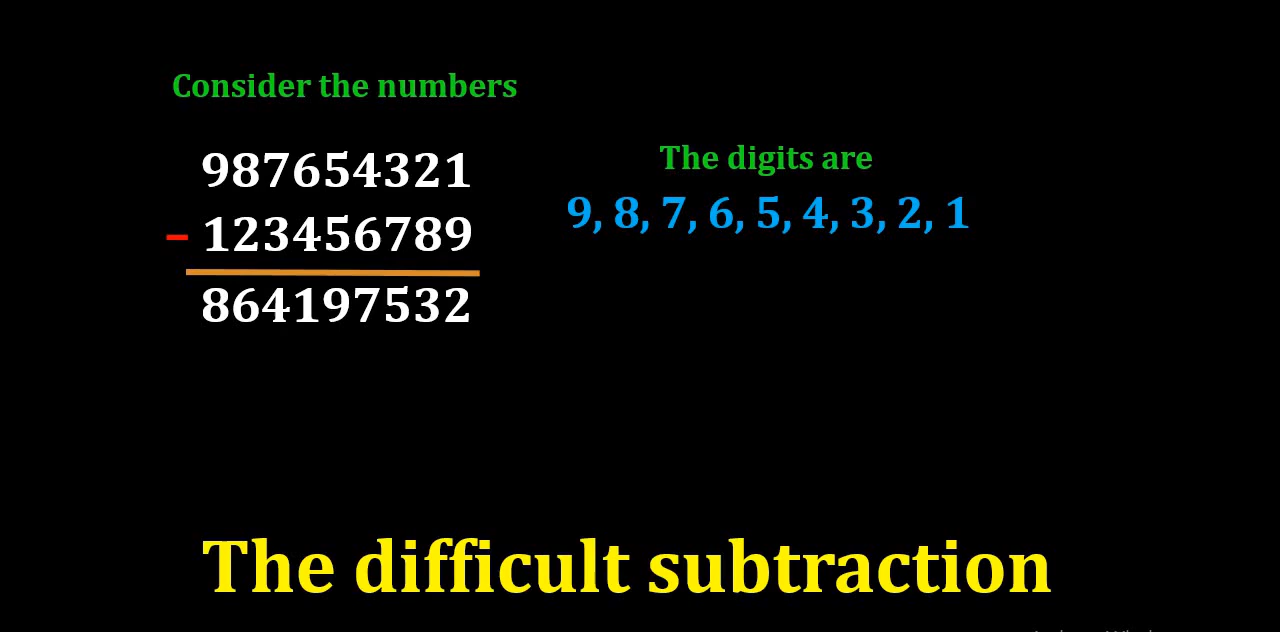 Consider the numbers
987654321
– 123456789
864197532
The digits are
9, 8, 7, 6, 5, 4, 3, 2, 1
The difficult subtraction